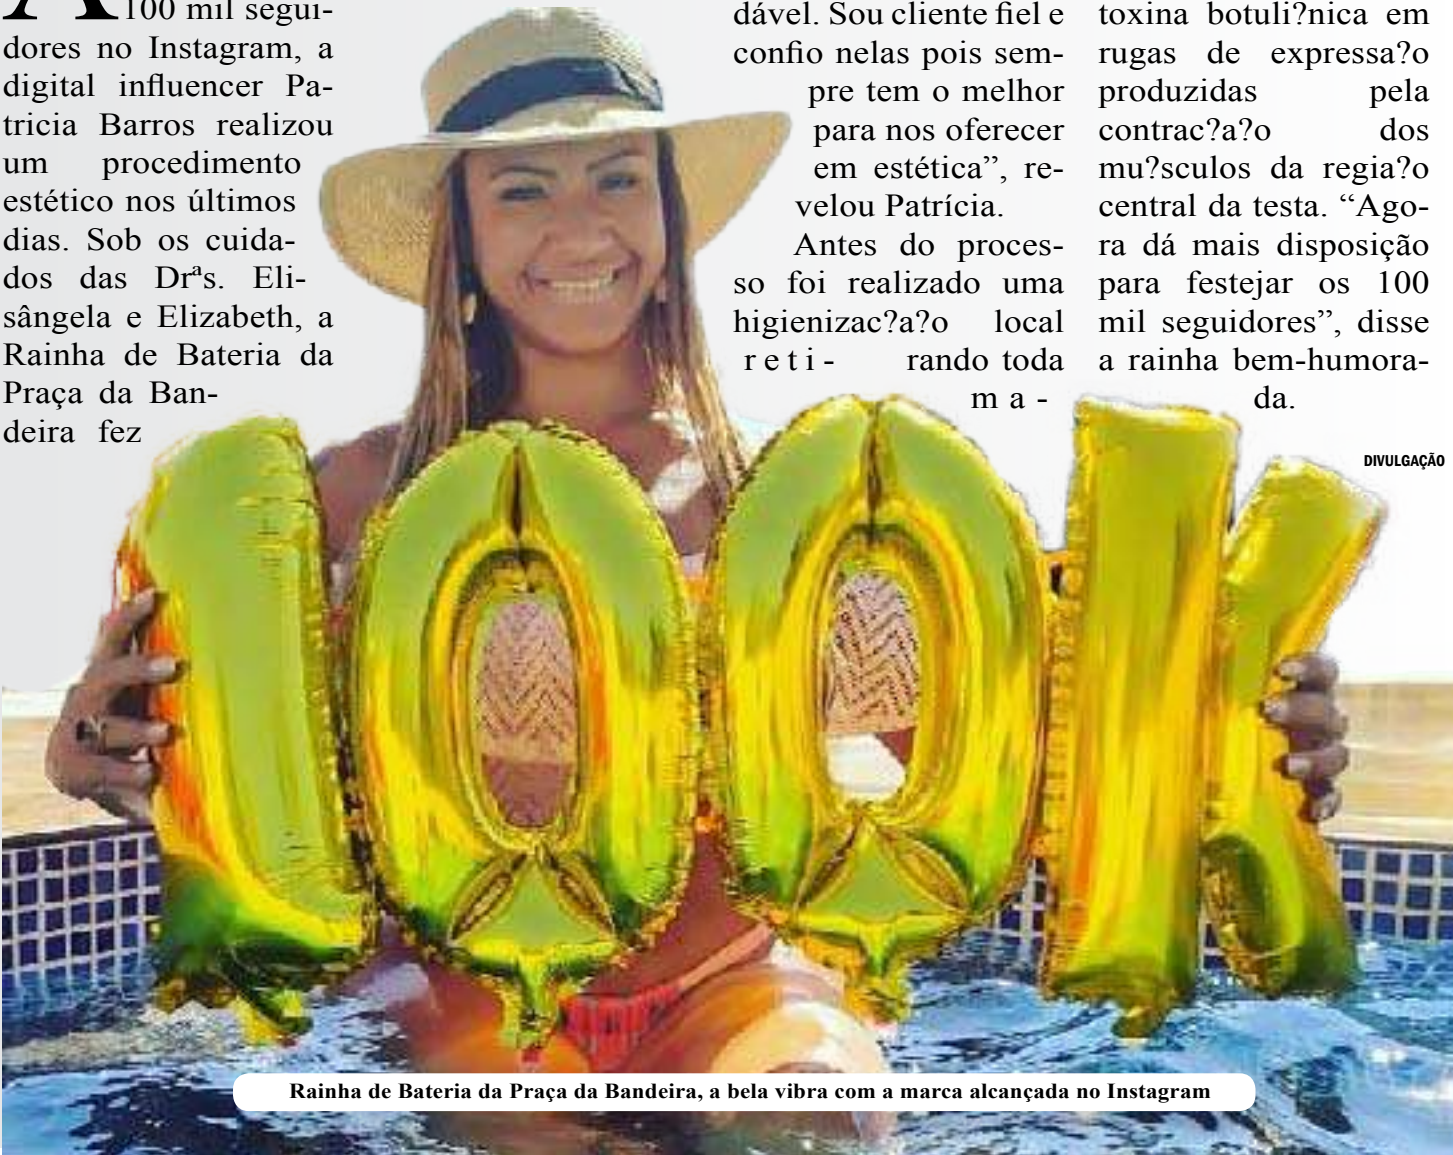 A 100 mil segui-
dores no Instagram, a
digital influencer Pa-
tricia Barros realizou
um procedimento
estético nos últimos
dias. Sob os cuida-
dos das Drªs. Eli-
sângela e Elizabeth, a
Rainha de Bateria da
Praça da Ban-
deira fez
dável. Sou cliente fiel e
confio nelas pois sem-
pre tem o melhor
para nos oferecer
em estética”, re-
velou Patrícia.
Antes do proces-
so foi realizado uma
higienizac?a?o local
reti- rando toda
ma-
toxina botuli?nica em
rugas de expressa?o
produzidas pela
contrac?a?o dos
mu?sculos da regia?o
central da testa. “Ago-
ra dá mais disposição
para festejar os 100
mil seguidores”, disse
a rainha bem-humora-
da.
DIVULGAÇÃO
100K
Rainha de Bateria da Praça da Bandeira, a bela vibra com a marca alcançada no Instagram